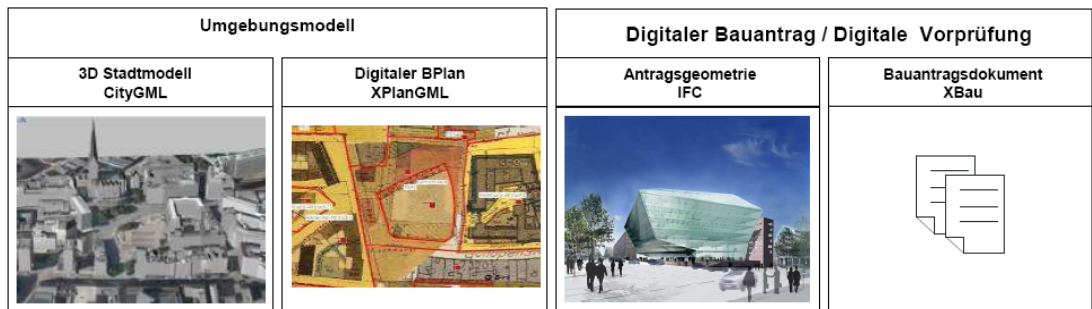 Umgebungsmodell
3D Stadtmodell
CityGML
Digitaler BPlan
XPlanGML
Digitaler Bauantrag / Digitale Vorprüfung
Antragsgeometrie
IFC
Bauantragsdokument
XBau